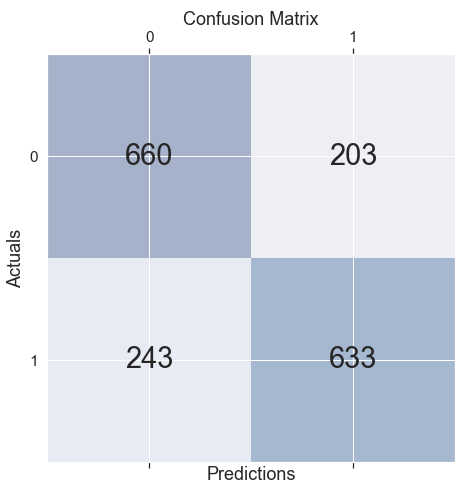 Confusion Matrix
0 1
0 660 203
Actuals
1 243 633
Predictions